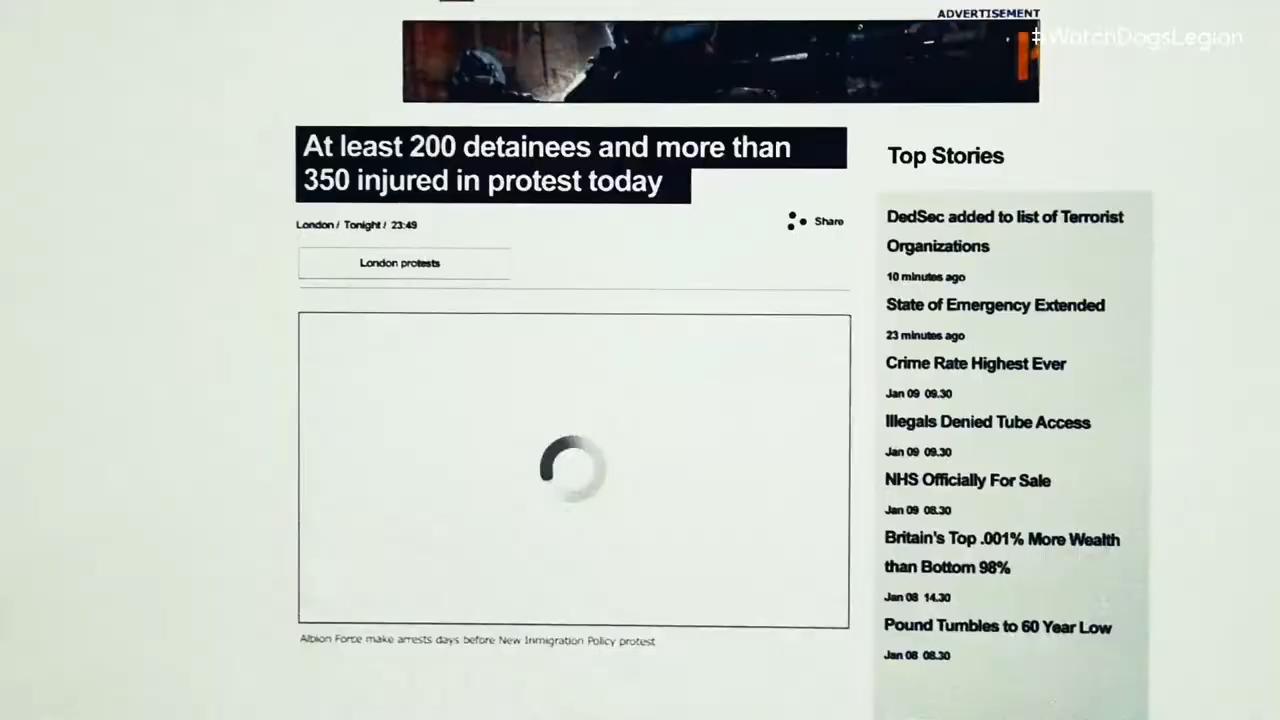 ADVERTISEMENT
#WatchDogsLegion
At least 200 detainees and more than
350 injured in protest today
London / Tonight / 23:49
Share
London protests
Albion Force make arrests days before New Inmigration Policy protest
Top Stories
DedSec added to list of Terrorist
Organizations
10 minutes ago
State of Emergency Extended
23 minutes ago
Crime Rate Highest Ever
Jan 09 09.30
Illegals Denied Tube Access
Jan 09 09.30
NHS Officially For Sale
Jan 09 08.30
Britain's Top .001% More Wealth
than Bottom 98%
Jan 08 14.30
Pound Tumbles to 60 Year Low
Jan 08 08.30